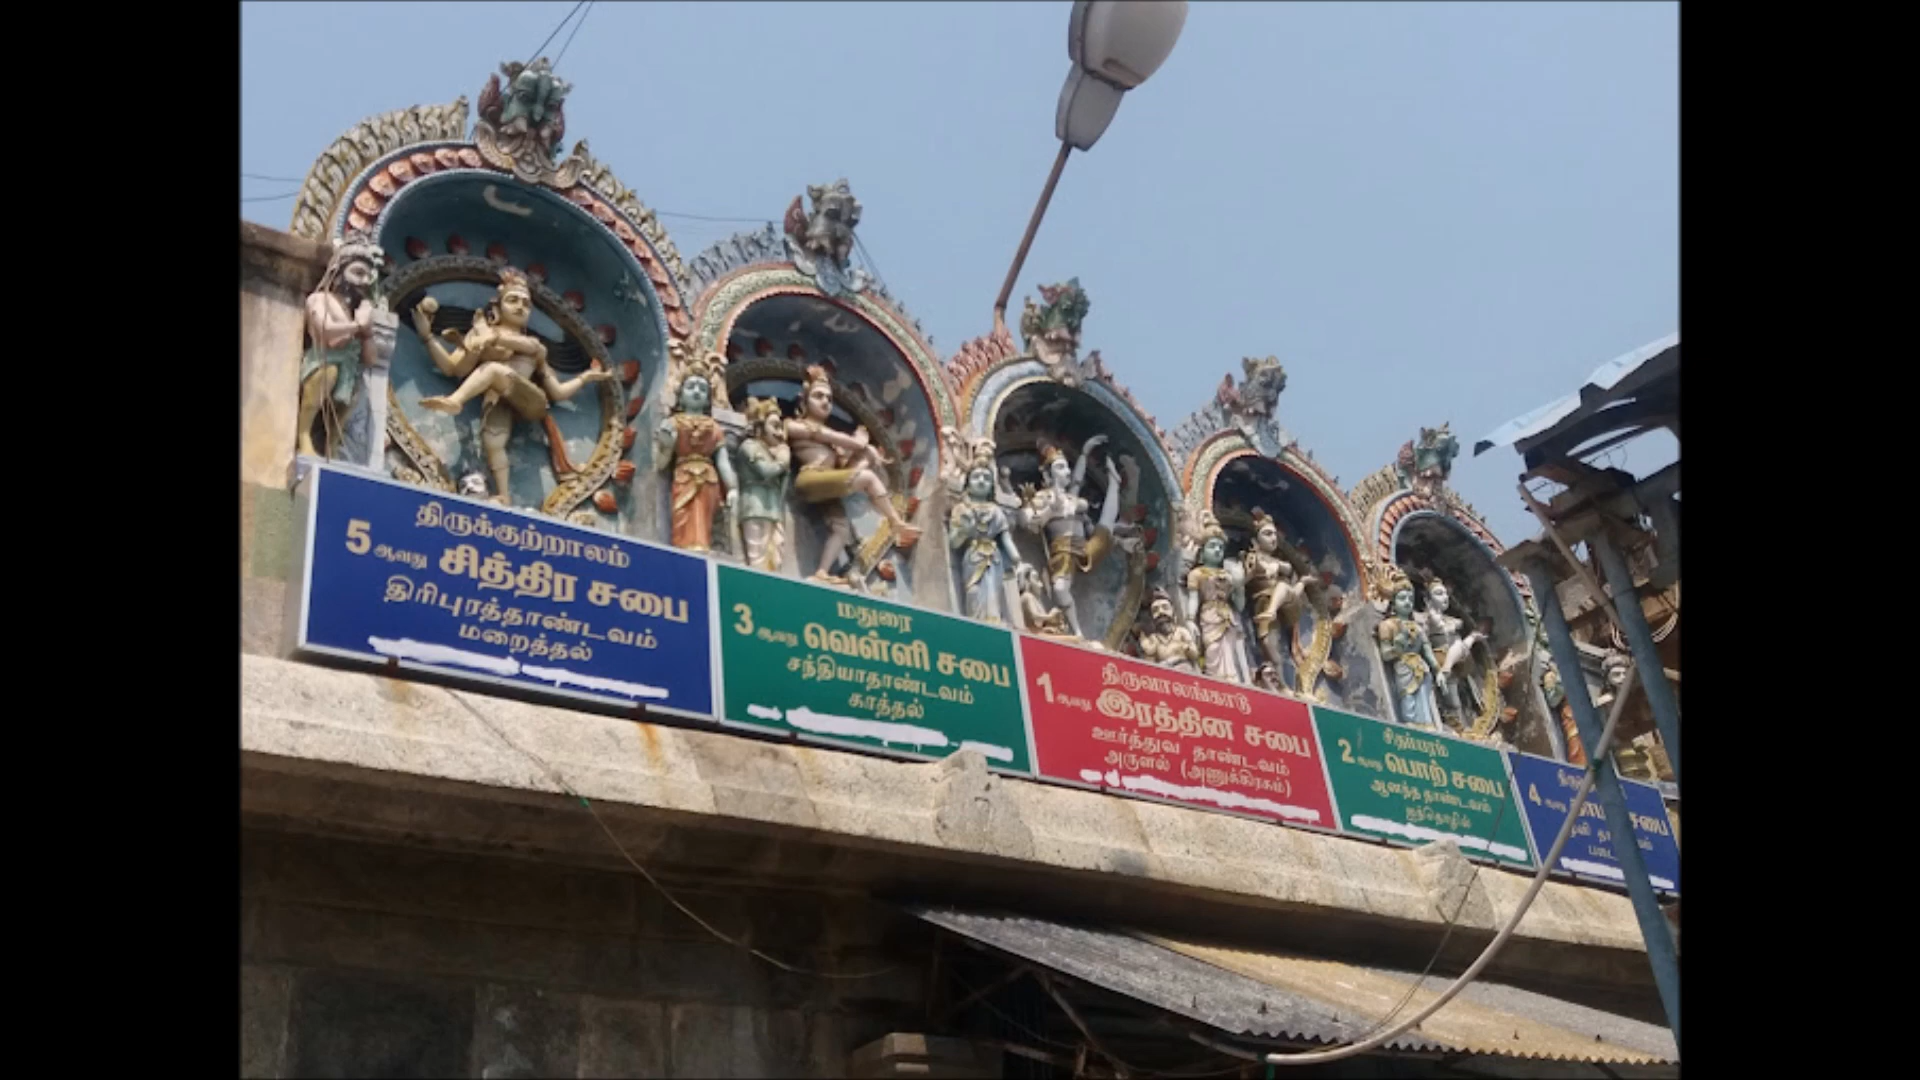 திருக்குற்றாலம்
5 ஆவது சித்திர சபை
திரிபுரத்தாண்டவம்
மறைத்தல்
மதுரை
3 ஆவது வெள்ளி சபை
சந்தியாதாண்டவம்
காத்தல்
திருவாலங்காடு
1 ஆவது இரத்தின சபை
ஊர்த்துவ தாண்டவம்
அருளல் (அனுக்கிரகம்)
சிதம்பரம்
2 ஆவது பொற் சபை
ஆனந்த தாண்டவம்
ஐந்தொழில்
4 ஆவது சபை